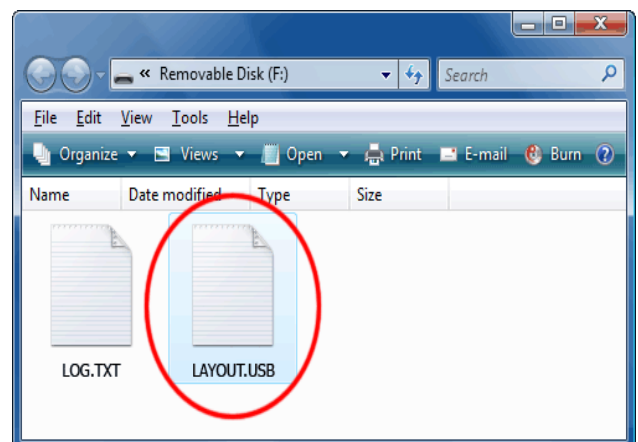 « Removable Disk (F:) Search
File Edit View Tools Help
Organize Views Open Print E-mail Burn
Name Date modified Type Size
LOG.TXT LAYOUT.USB